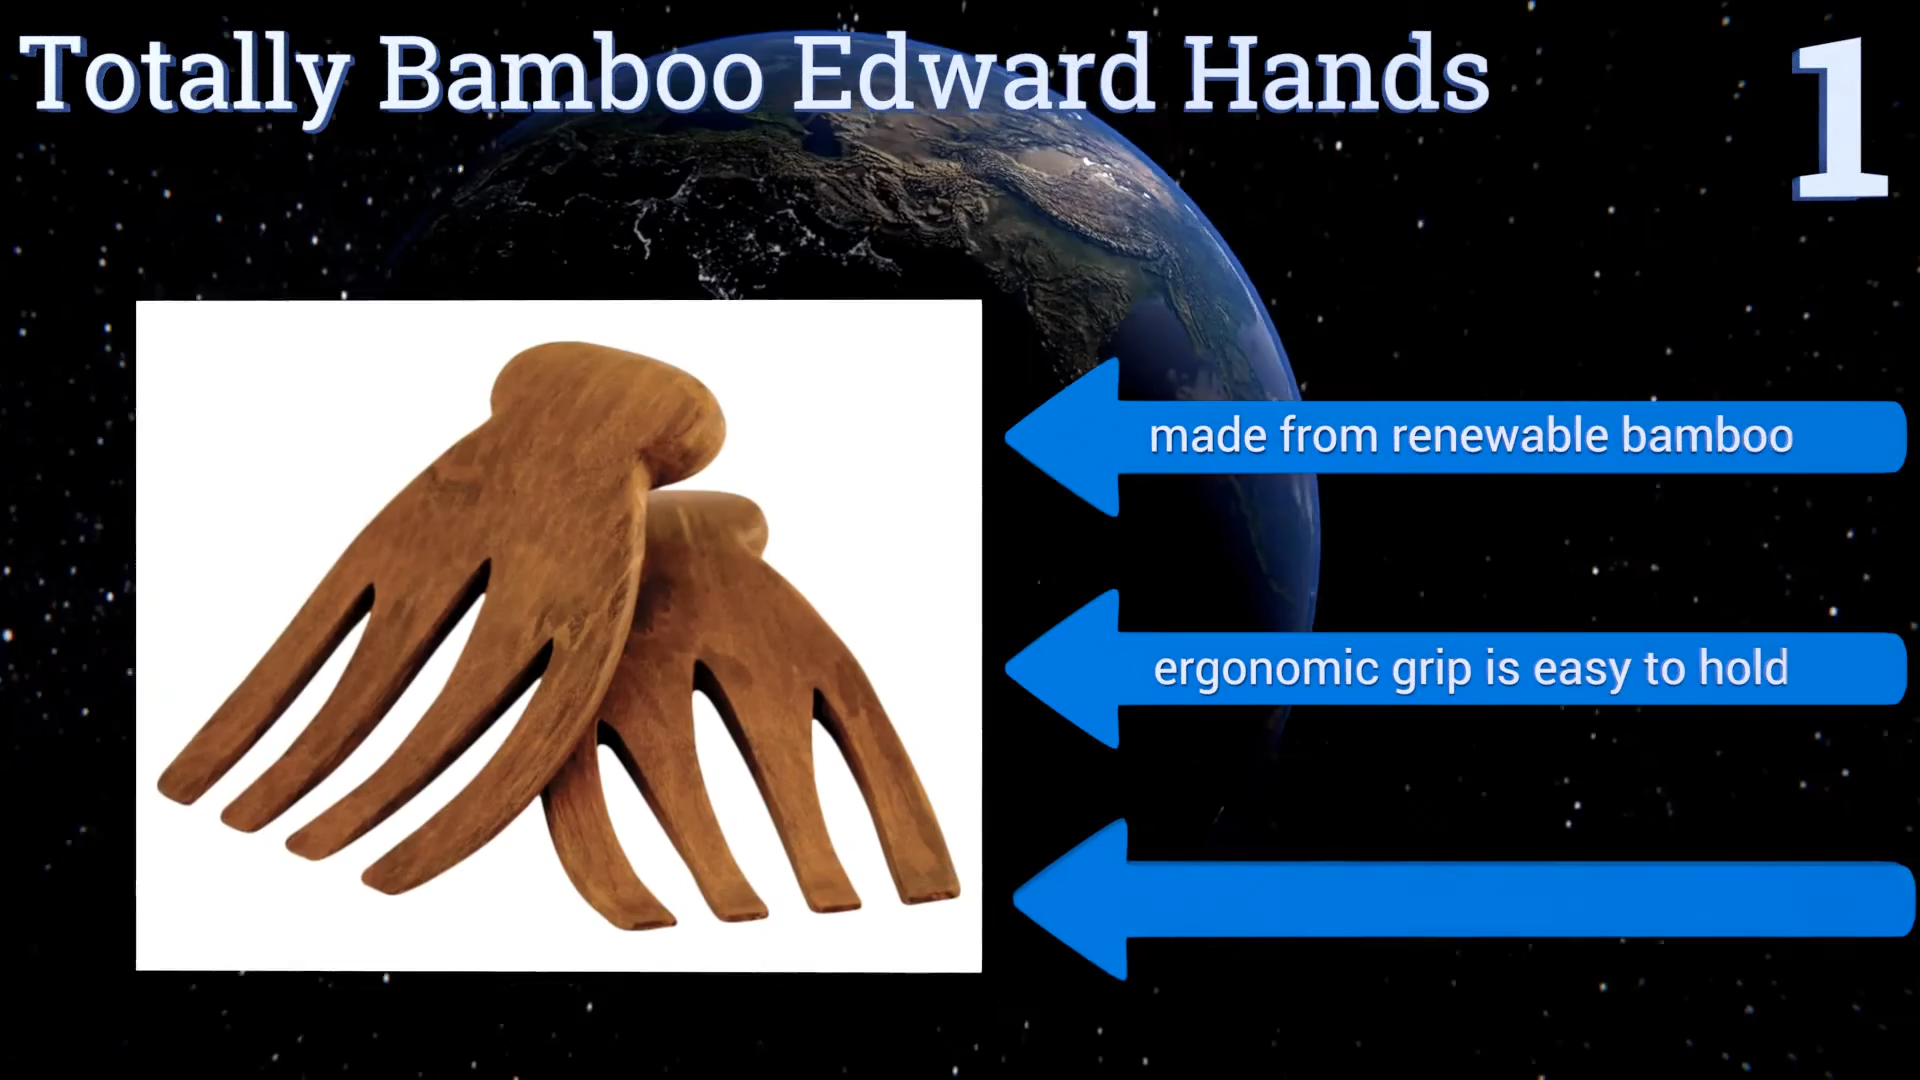 Totally Bamboo Edward Hands
1
made from renewable bamboo
ergonomic grip is easy to hold